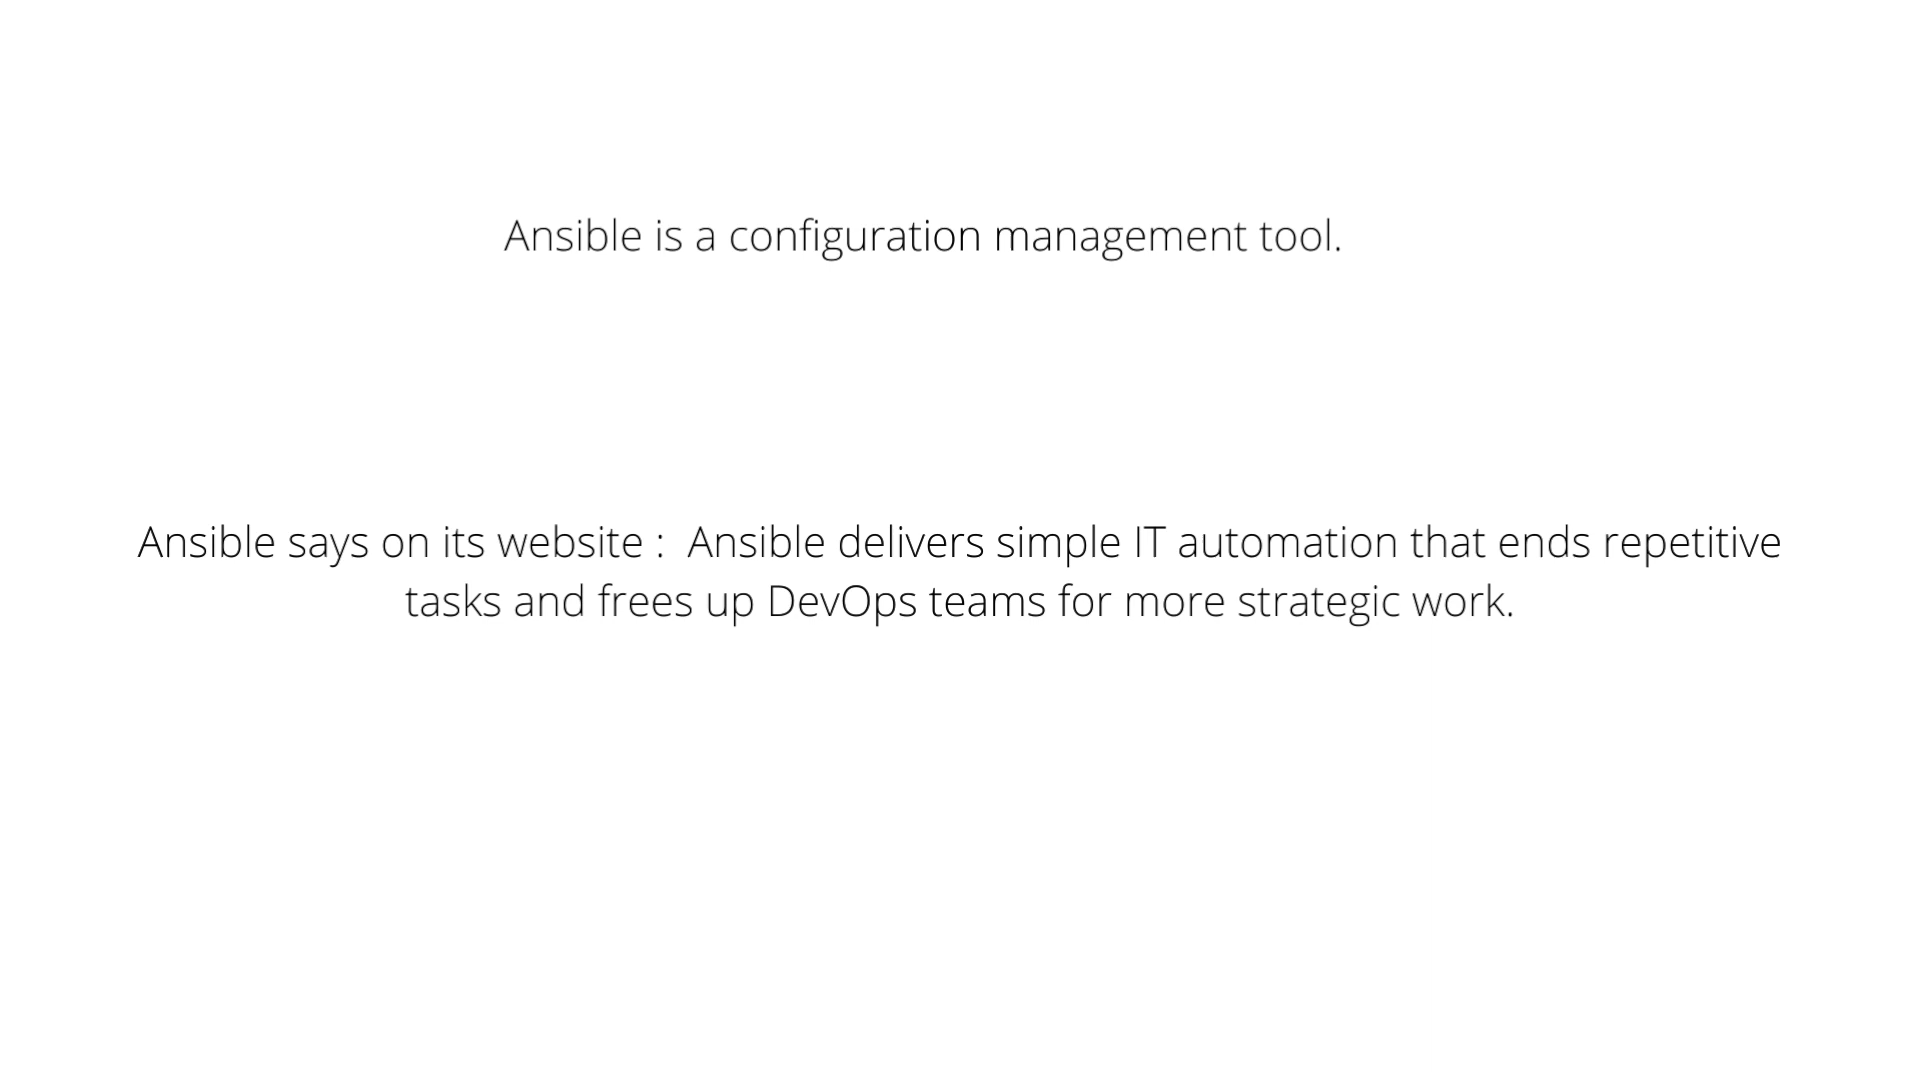 Ansible is a configuration management tool.
Ansible says on its website :  Ansible delivers simple IT automation that ends repetitive
tasks and frees up DevOps teams for more strategic work.